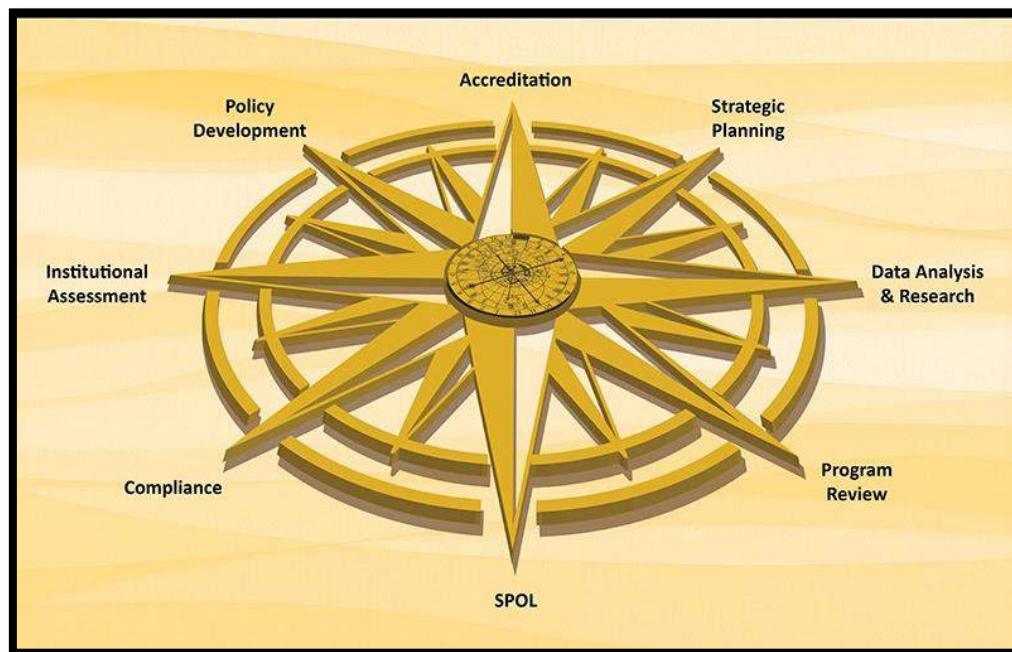 Accreditation
Policy
Development
Strategic
Planning
Institutional
Assessment
Data Analysis
& Research
Compliance
Program
Review
SPOL